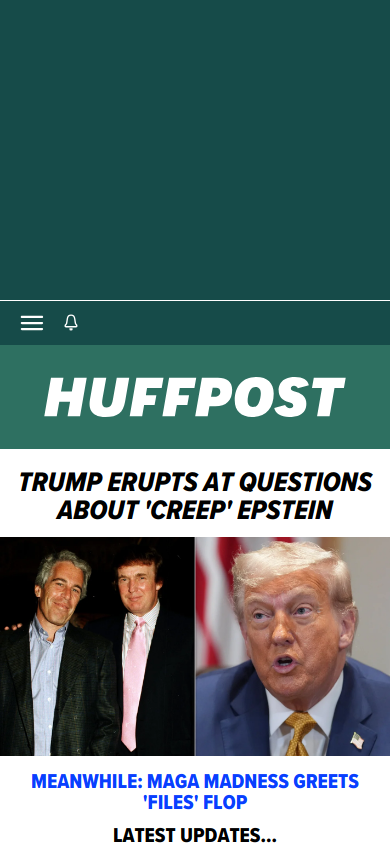 HUFFPOST
TRUMP ERUPTS AT QUESTIONS
ABOUT 'CREEP' EPSTEIN
MEANWHILE: MAGA MADNESS GREETS
'FILES' FLOP
LATEST UPDATES...